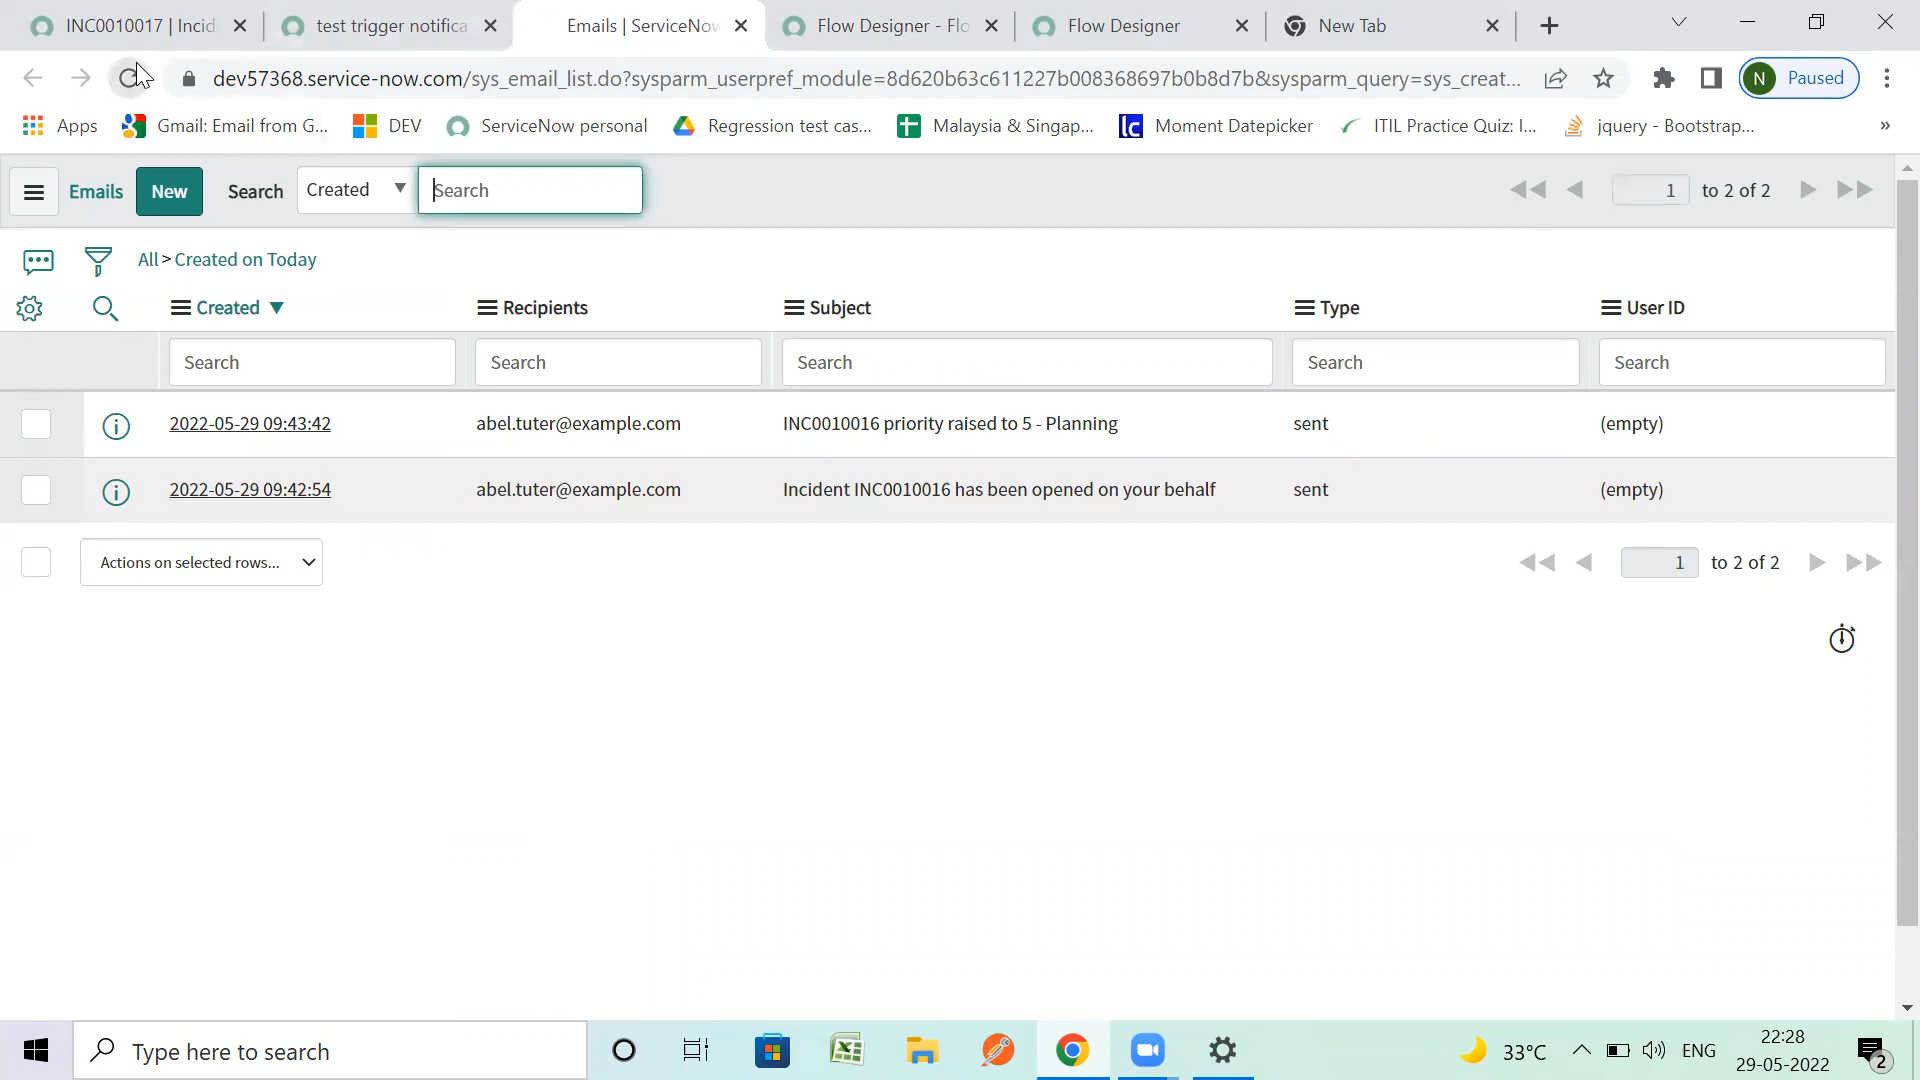 INC0010017 | Incid
test trigger notifica
Emails | ServiceNow
Flow Designer - Flo
Flow Designer
New Tab
dev57368.service-now.com/sys_email_list.do?sysparm_userpref_module=8d620b63c611227b008368697b0b8d7b&sysparm_query=sys_creat...
N Paused
Apps
Gmail: Email from G...
DEV
ServiceNow personal
Regression test cas...
Malaysia & Singap...
lc Moment Datepicker
ITIL Practice Quiz: I...
jquery - Bootstrap...
»
Emails New Search Created Search 1 to 2 of 2
All > Created on Today
Created Recipients Subject Type User ID
Search Search Search Search Search
2022-05-29 09:43:42 abel.tuter@example.com INC0010016 priority raised to 5 - Planning sent (empty)
2022-05-29 09:42:54 abel.tuter@example.com Incident INC0010016 has been opened on your behalf sent (empty)
Actions on selected rows... 1 to 2 of 2
Type here to search
33°C
ENG
22:28
29-05-2022
2